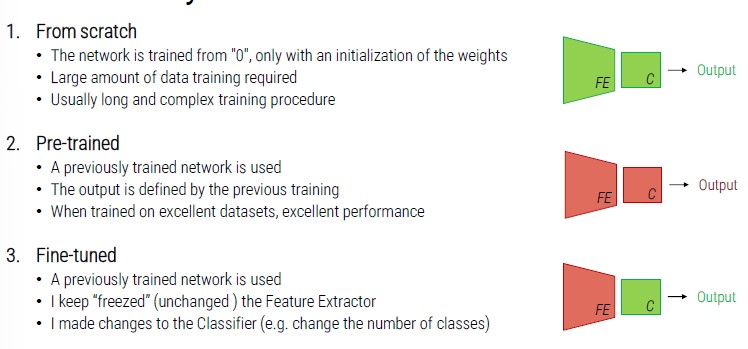 1. From scratch
• The network is trained from "0", only with an initialization of the weights
• Large amount of data training required
• Usually long and complex training procedure
FE C → Output
2. Pre-trained
• A previously trained network is used
• The output is defined by the previous training
• When trained on excellent datasets, excellent performance
FE C → Output
3. Fine-tuned
• A previously trained network is used
• I keep "freezed" (unchanged ) the Feature Extractor
• I made changes to the Classifier (e.g. change the number of classes)
FE C → Output